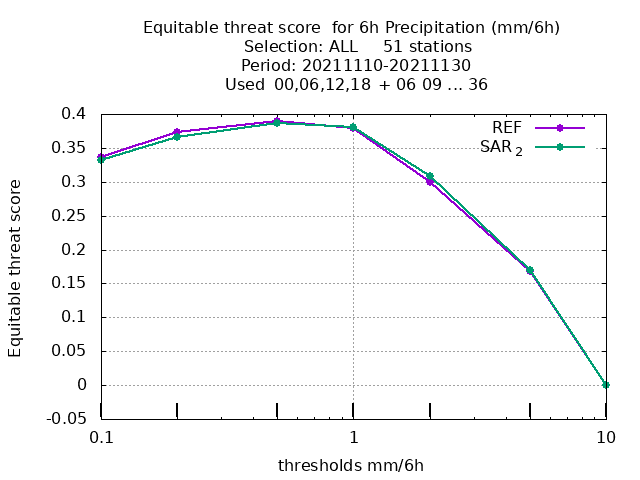 Equitable threat score  for 6h Precipitation (mm/6h)
Selection: ALL     51 stations
Period: 20211110-20211130
Used  00,06,12,18  + 06 09 ... 36
REF
SAR 2
0.4
0.35
0.3
0.25
0.2
0.15
0.1
0.05
0
-0.05
Equitable threat score
0.1 1 10
thresholds mm/6h